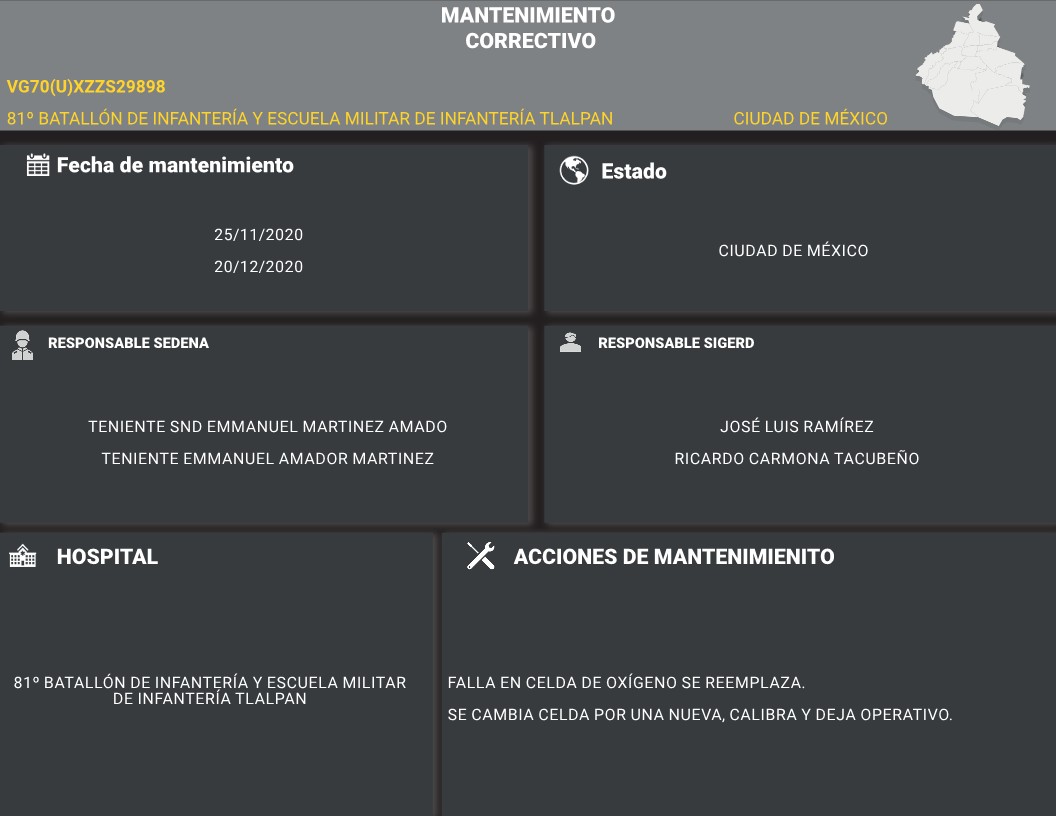 MANTENIMIENTO
CORRECTIVO
VG70(U)XZZS29898
81º BATALLÓN DE INFANTERÍA Y ESCUELA MILITAR DE INFANTERÍA TLALPAN
CIUDAD DE MÉXICO
Fecha de mantenimiento
25/11/2020
20/12/2020
Estado
CIUDAD DE MÉXICO
RESPONSABLE SEDENA
TENIENTE SND EMMANUEL MARTINEZ AMADO
TENIENTE EMMANUEL AMADOR MARTINEZ
RESPONSABLE SIGERD
JOSÉ LUIS RAMÍREZ
RICARDO CARMONA TACUBEÑO
HOSPITAL
81º BATALLÓN DE INFANTERÍA Y ESCUELA MILITAR
DE INFANTERÍA TLALPAN
ACCIONES DE MANTENIMIENITO
FALLA EN CELDA DE OXÍGENO SE REEMPLAZA.
SE CAMBIA CELDA POR UNA NUEVA, CALIBRA Y DEJA OPERATIVO.